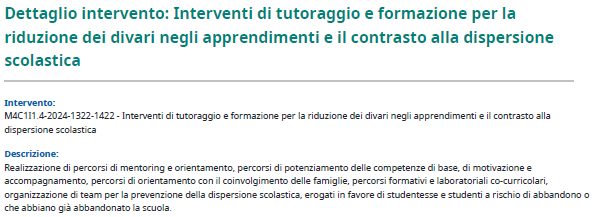 Dettaglio intervento: Interventi di tutoraggio e formazione per la
riduzione dei divari negli apprendimenti e il contrasto alla dispersione
scolastica
Intervento:
M4C1I1.4-2024-1322-1422 - Interventi di tutoraggio e formazione per la riduzione dei divari negli apprendimenti e il contrasto alla
dispersione scolastica
Descrizione:
Realizzazione di percorsi di mentoring e orientamento, percorsi di potenziamento delle competenze di base, di motivazione e
accompagnamento, percorsi di orientamento con il coinvolgimento delle famiglie, percorsi formativi e laboratoriali co-curricolari,
organizzazione di team per la prevenzione della dispersione scolastica, erogati in favore di studentesse e studenti a rischio di abbandono o
che abbiano già abbandonato la scuola.